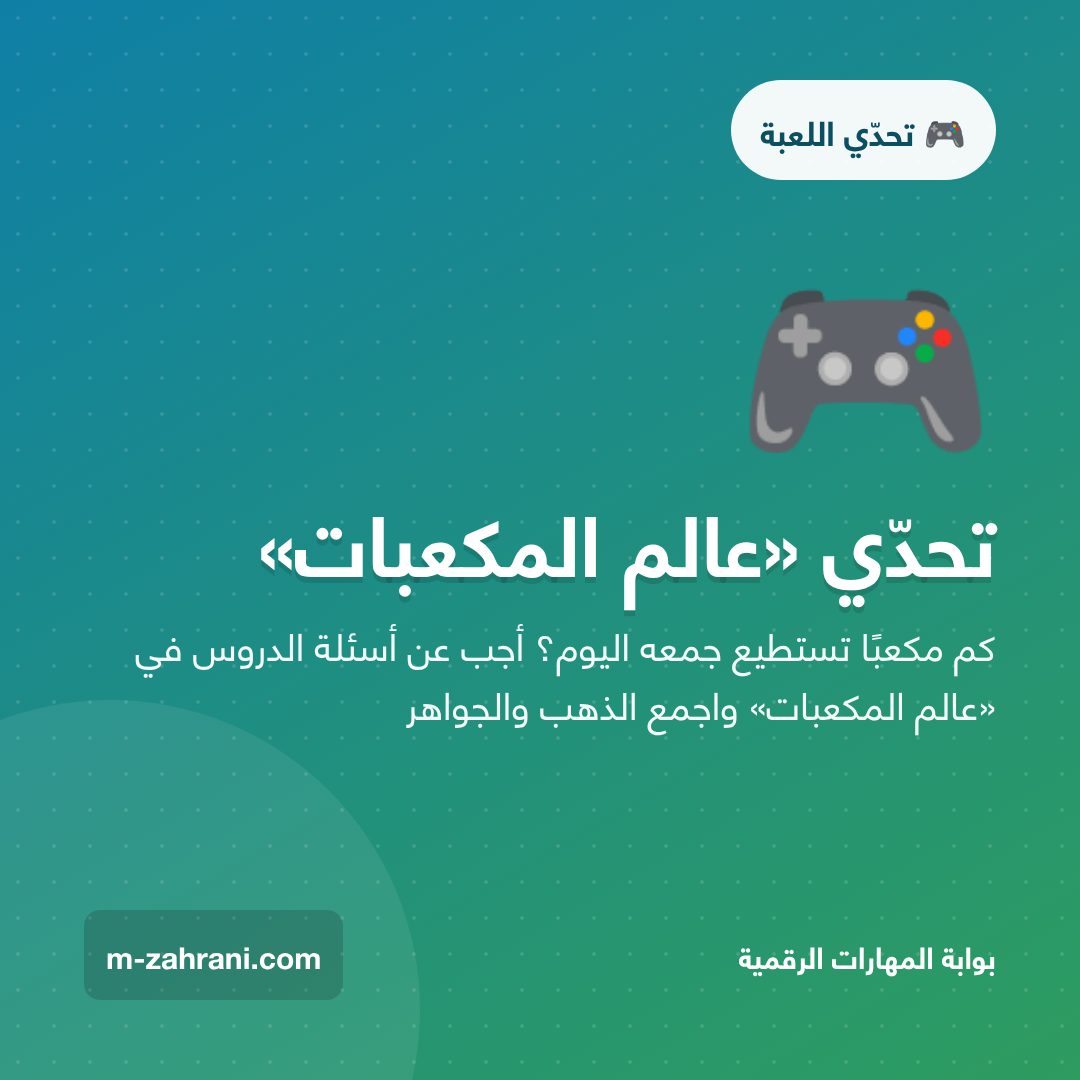 🎮 تحدّي اللعبة
تحدّي «عالم المكعبات»
كم مكعبًا تستطيع جمعه اليوم؟ أجب عن أسئلة الدروس في
«عالم المكعبات» واجمع الذهب والجواهر
بوابة المهارات الرقمية
m-zahrani.com